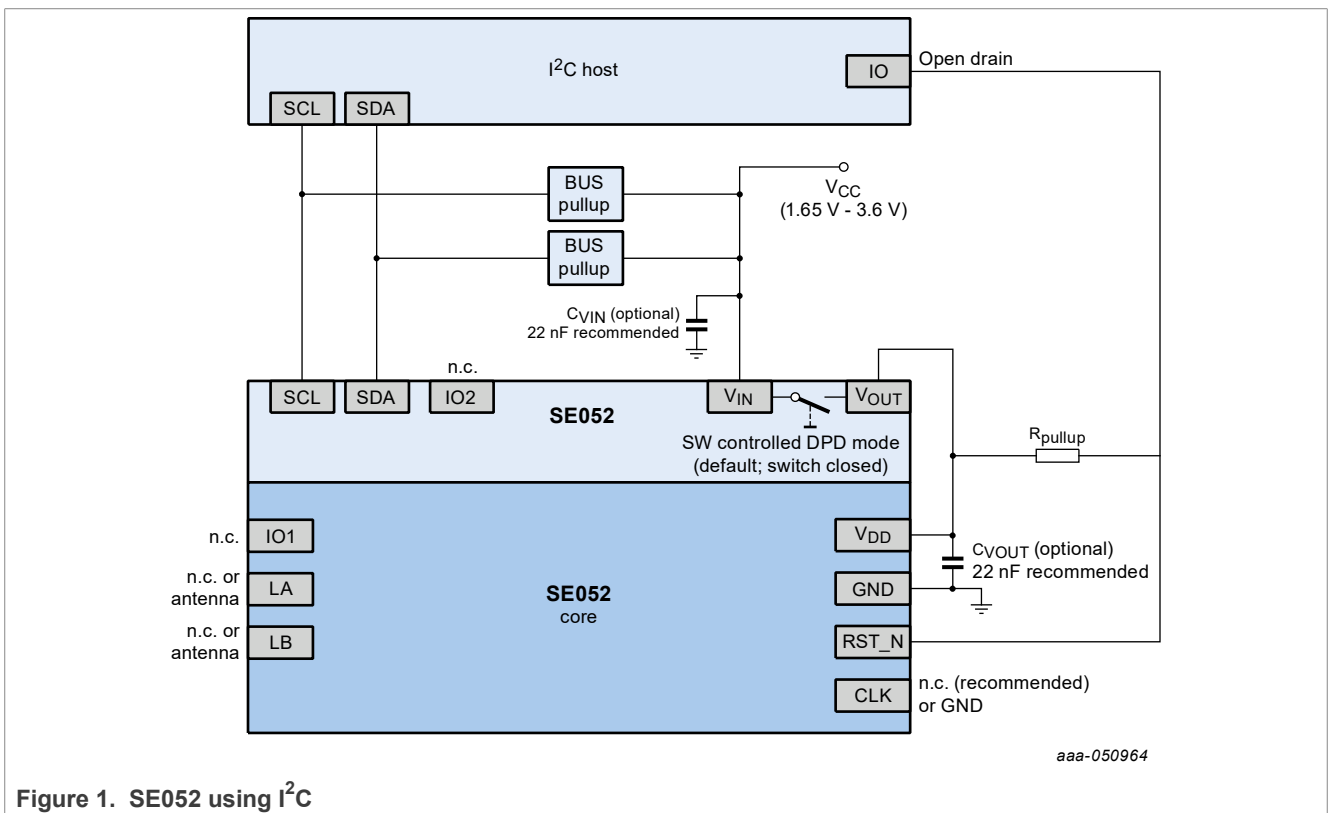 I2C host
IO
Open drain
SCL
SDA
BUS
pullup
VCC
(1.65 V - 3.6 V)
BUS
pullup
CVIN (optional)
22 nF recommended
n.c.
SCL
SDA
IO2
SE052
VIN
VOUT
SW controlled DPD mode
(default; switch closed)
Rpullup
n.c.
IO1
n.c. or
antenna
LA
n.c. or
antenna
LB
SE052
core
VDD
CVOUT (optional)
22 nF recommended
GND
RST_N
CLK
n.c. (recommended)
or GND
aaa-050964
Figure 1. SE052 using I2C